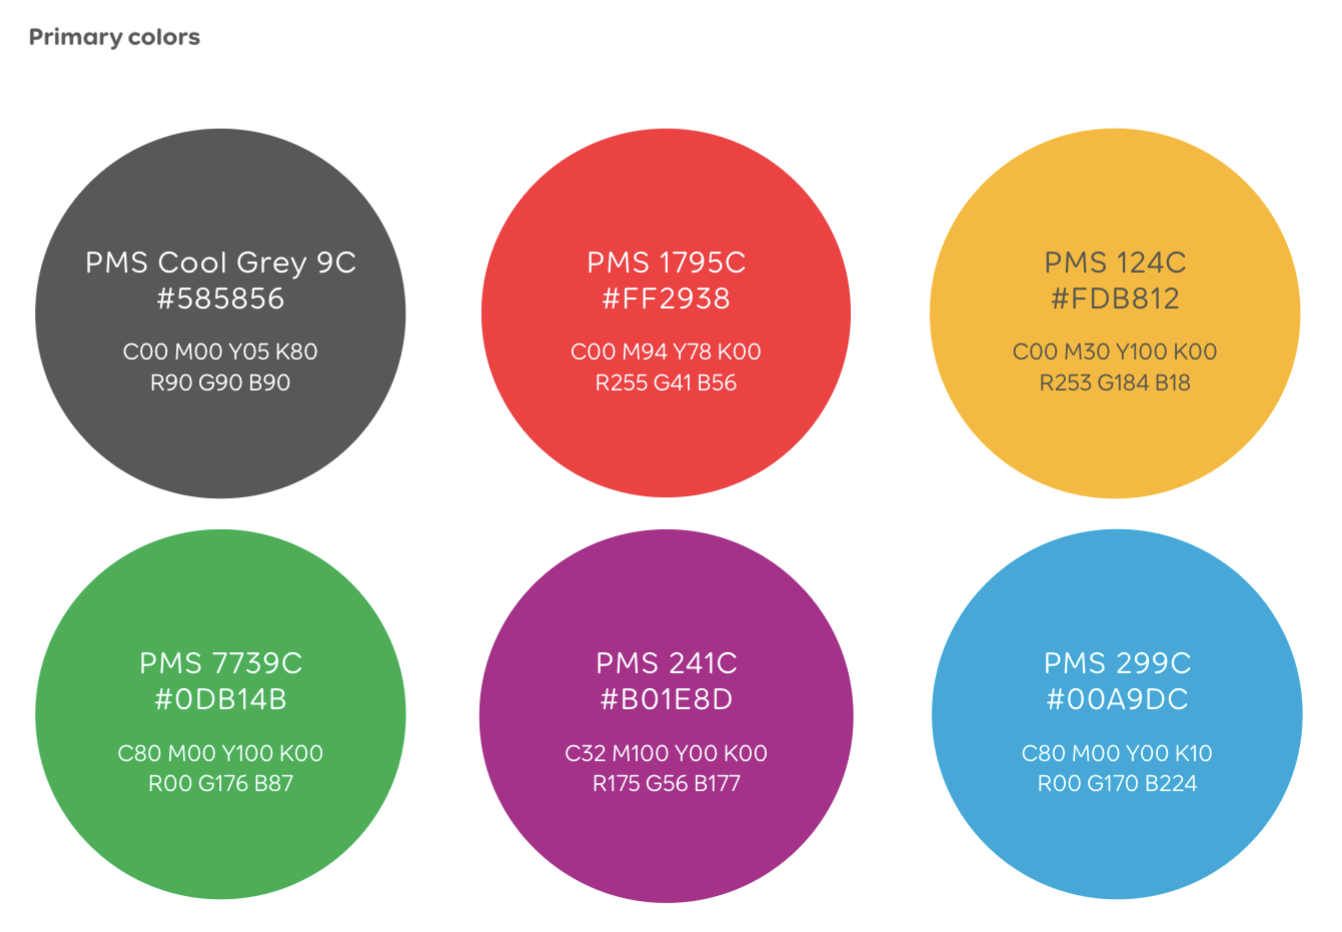 Primary colors
PMS Cool Grey 9C
#585856
C00 M00 Y05 K80
R90 G90 B90
PMS 1795C
#FF2938
C00 M94 Y78 K00
R255 G41 B56
PMS 124C
#FDB812
C00 M30 Y100 K00
R253 G184 B18
PMS 7739C
#0DB14B
C80 M00 Y100 K00
R00 G176 B87
PMS 241C
#B01E8D
C32 M100 Y00 K00
R175 G56 B177
PMS 299C
#00A9DC
C80 M00 Y00 K10
R00 G170 B224